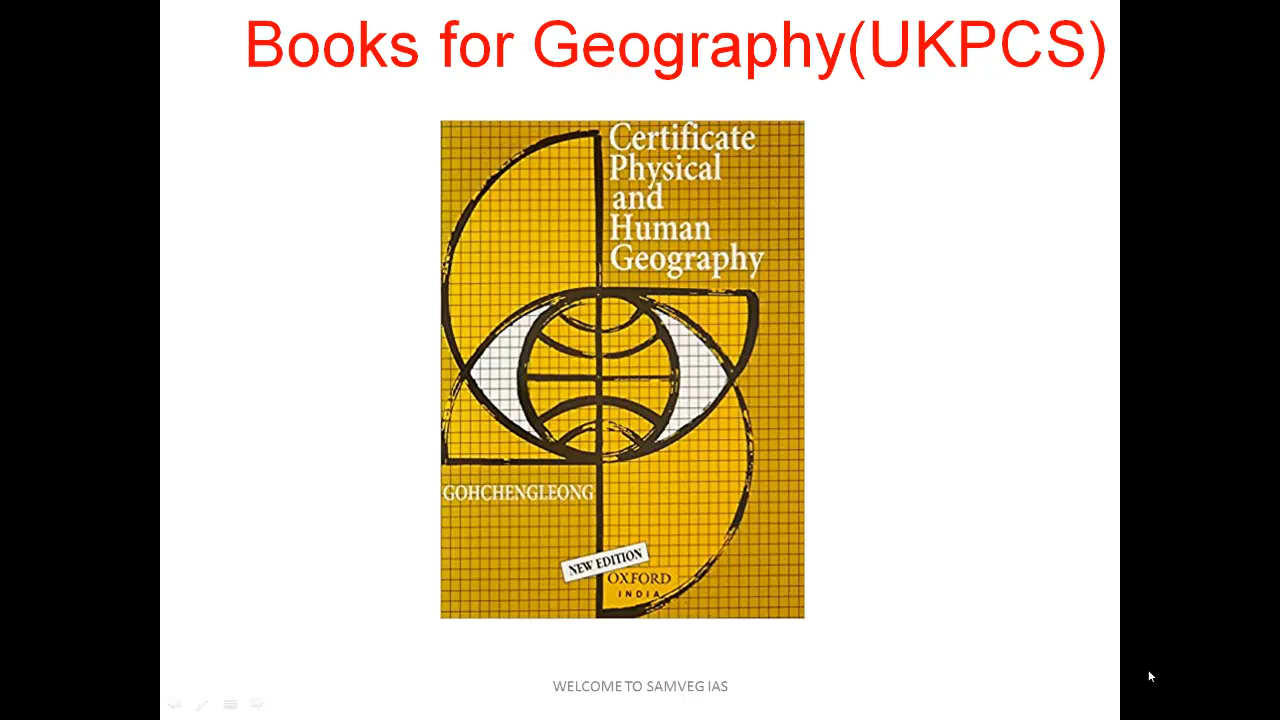 Books for Geography(UKPCS)
Certificate
Physical
and
Human
Geography
GOHCHENGLEONG
NEW EDITION
OXFORD
INDIA
WELCOME TO SAMVEG IAS